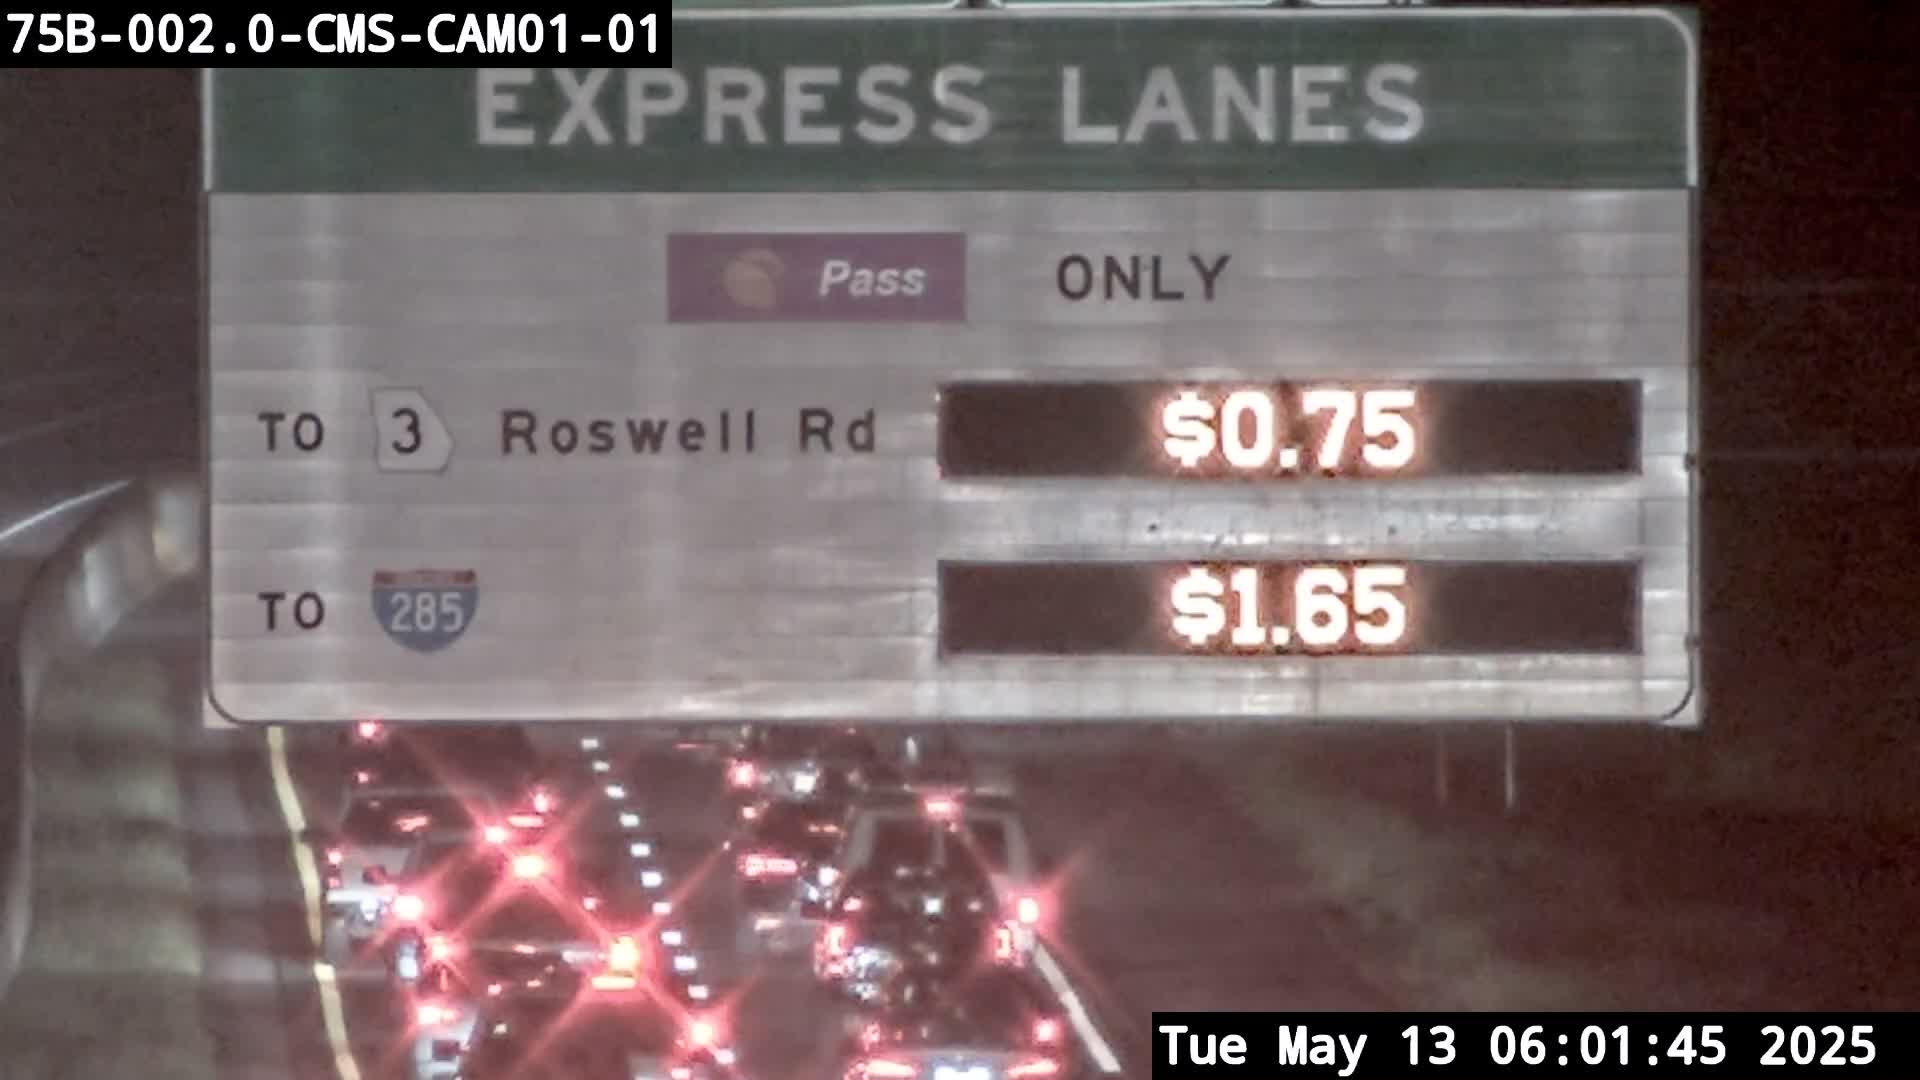 75B-002.0-CMS-CAM01-01
EXPRESS LANES
Pass ONLY
TO 3 Roswell Rd $0.75
TO 285 $1.65
Tue May 13 06:01:45 2025